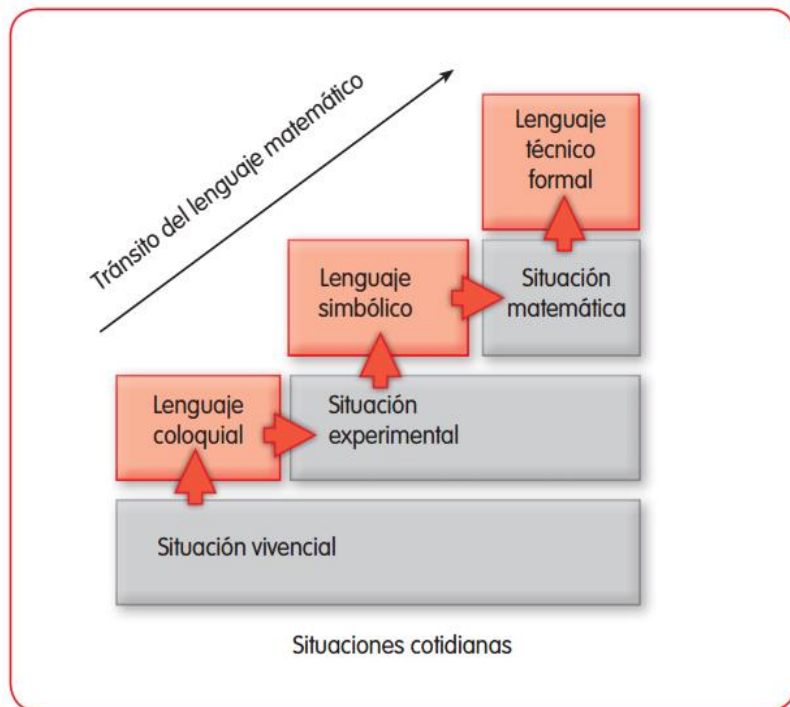 Tránsito del lenguaje matemático
Lenguaje
técnico
formal
Lenguaje
simbólico
Situación
matemática
Lenguaje
coloquial
Situación
experimental
Situación vivencial
Situaciones cotidianas